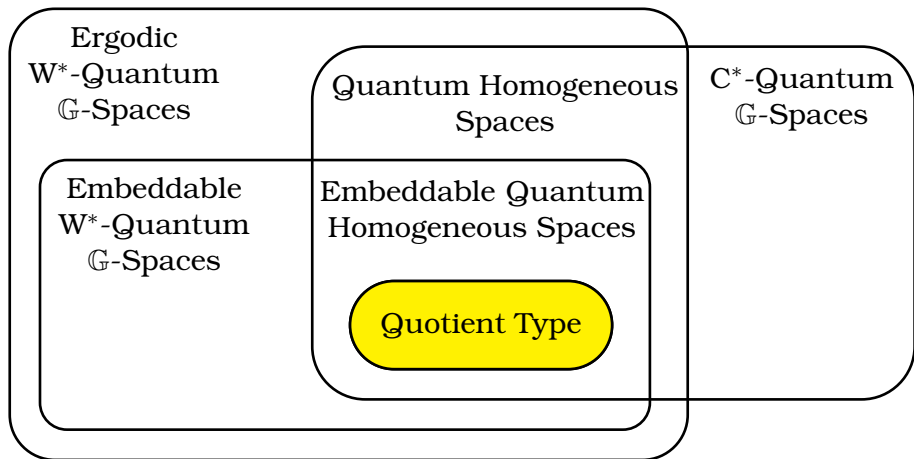 Ergodic
W*-Quantum
𝔾-Spaces
Quantum Homogeneous
Spaces
C*-Quantum
𝔾-Spaces
Embeddable
W*-Quantum
𝔾-Spaces
Embeddable Quantum
Homogeneous Spaces
Quotient Type